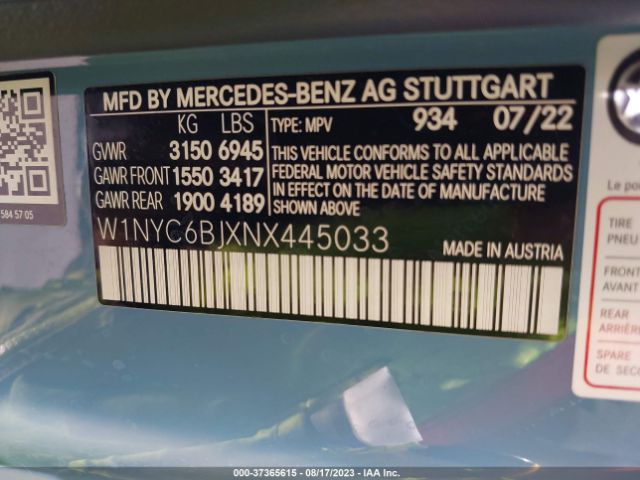 MFD BY MERCEDES-BENZ AG STUTTGART
KG LBS TYPE: MPV 934 07/22
GVWR 3150 6945
GAWR FRONT 1550 3417
GAWR REAR 1900 4189
THIS VEHICLE CONFORMS TO ALL APPLICABLE
FEDERAL MOTOR VEHICLE SAFETY STANDARDS
IN EFFECT ON THE DATE OF MANUFACTURE
SHOWN ABOVE
W1NYC6BJXNX445033
MADE IN AUSTRIA
584 57 05
Le po
TIRE
PNEU
FRONT
AVANT
REAR
ARRIÈRE
SPARE
DE SECO
000-37365615 - 08/17/2023 - IAA Inc.